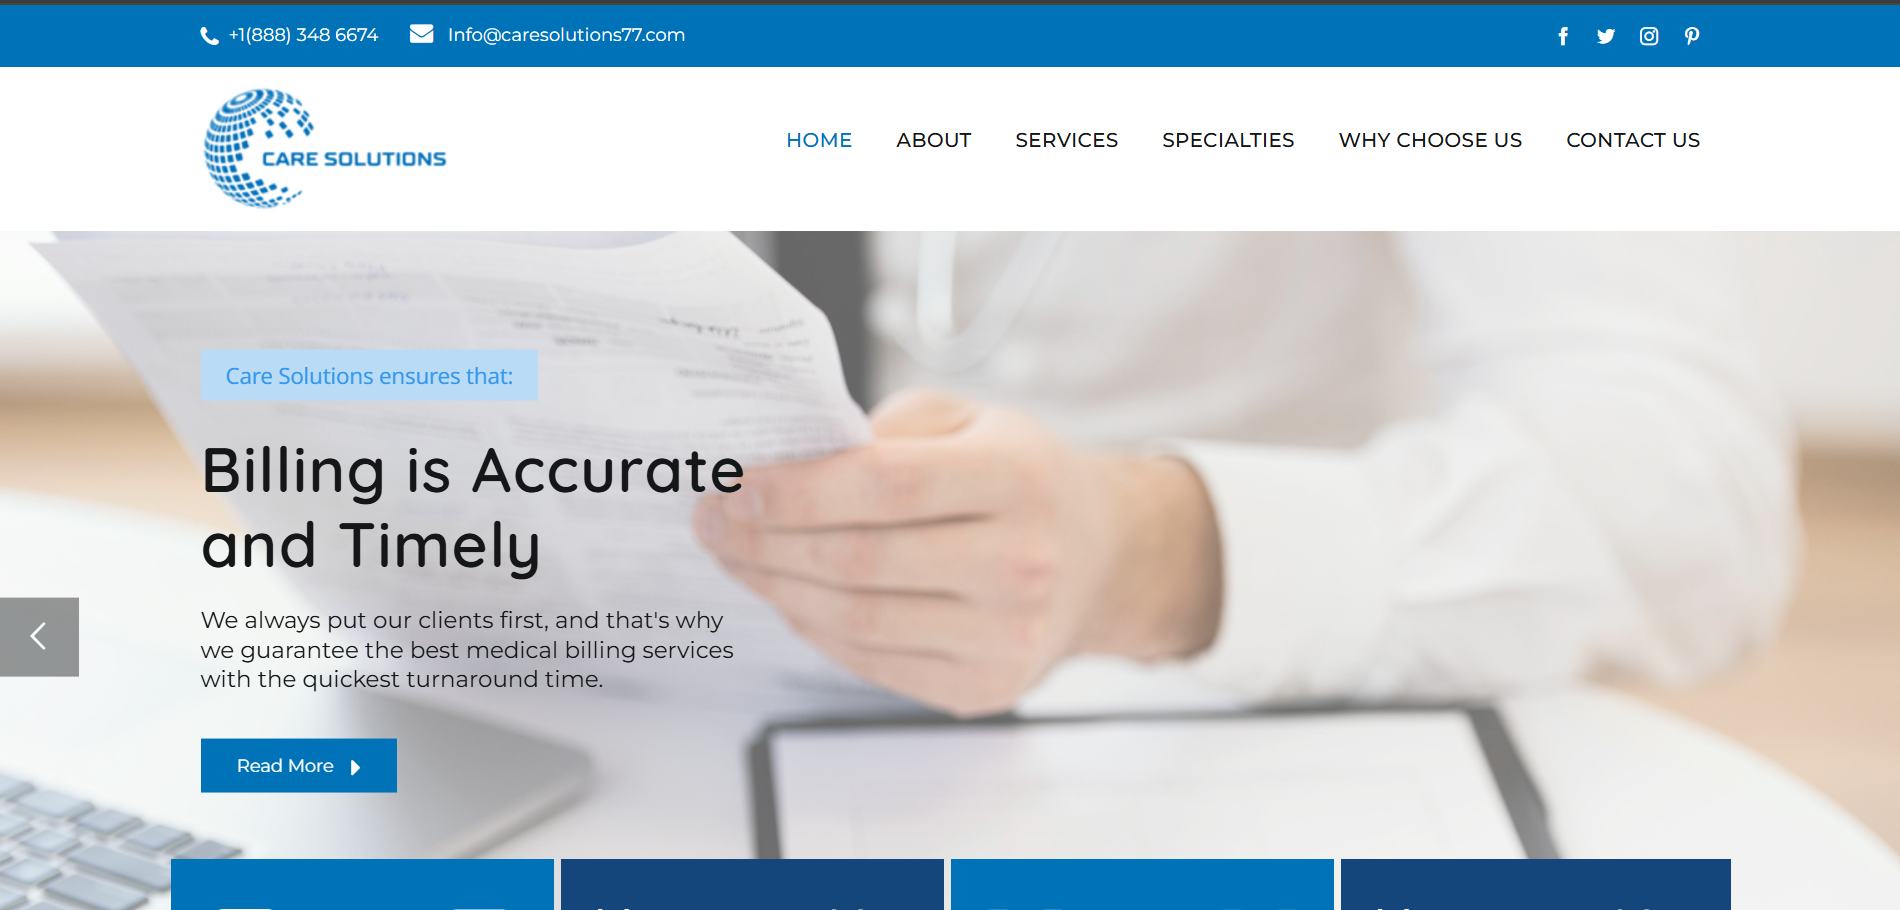 +1(888) 348 6674
Info@caresolutions77.com
CARE SOLUTIONS
HOME
ABOUT
SERVICES
SPECIALTIES
WHY CHOOSE US
CONTACT US
Care Solutions ensures that:
Billing is Accurate
and Timely
We always put our clients first, and that's why
we guarantee the best medical billing services
with the quickest turnaround time.
Read More